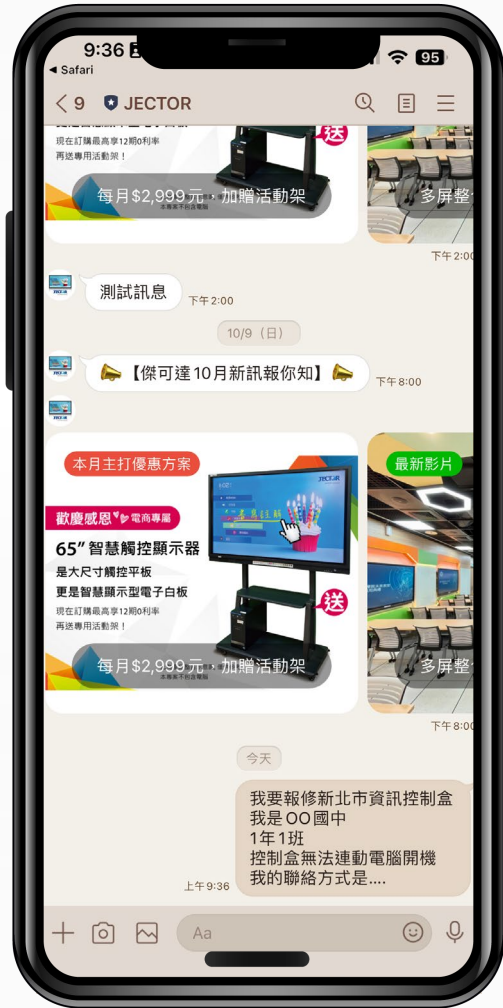 9:36
95
Safari
9
JECTOR
現在訂購最高享12期0利率
再送專用活動架！
送
每月$2,999元，加贈活動架
多屏整
下午2:00
測試訊息
下午2:00
10/9（日）
【傑可達10月新訊報你知】
下午8:00
本月主打優惠方案
最新影片
JECTOR
歡慶感恩 電商專屬
65”智慧觸控顯示器
是大尺寸觸控平板
更是智慧顯示型電子白板
現在訂購最高享12期0利率
再送專用活動架！
送
每月$2,999元，加贈活動架
本專案不包含電腦
多屏整
下午8:00
今天
我要報修新北市資訊控制盒
我是OO國中
1年1班
控制盒無法連動電腦開機
我的聯絡方式是....
上午9:36
Aa